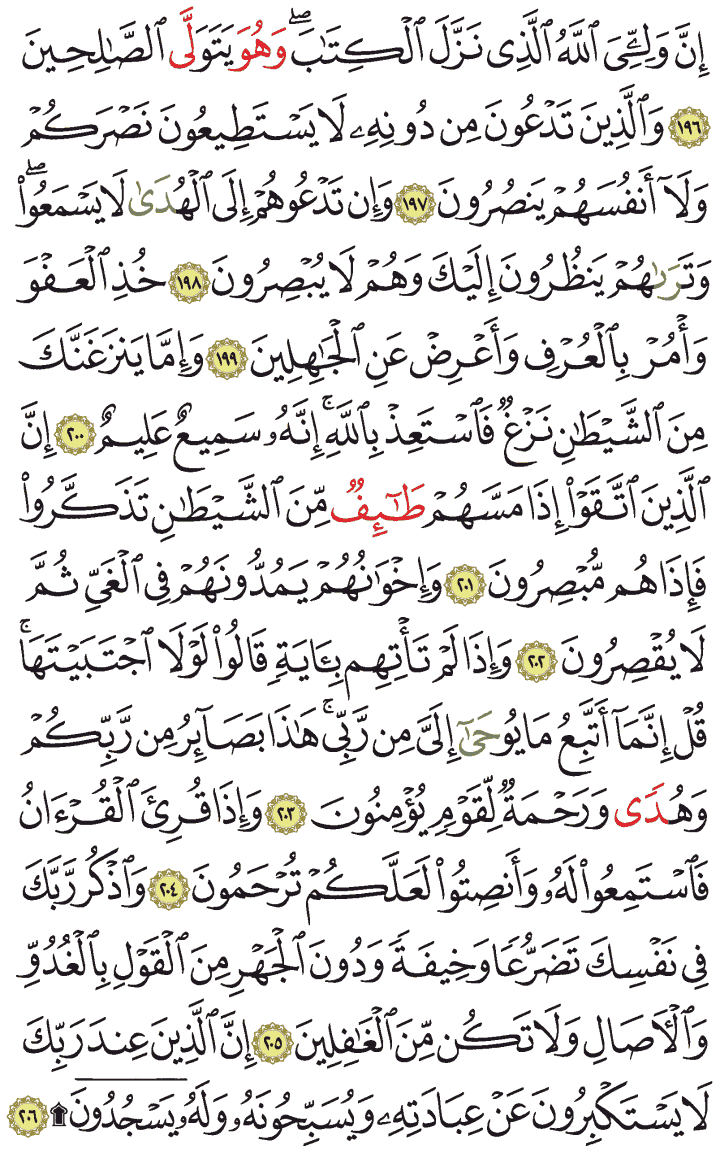 إِنَّ وَلِـِّۧيَ ٱللَّهُ ٱلَّذِى نَزَّلَ ٱلْكِتَٰبَ ۖ وَهُوَ يَتَوَلَّى ٱلصَّٰلِحِينَ
١٩٦ وَٱلَّذِينَ تَدْعُونَ مِن دُونِهِۦ لَا يَسْتَطِيعُونَ نَصْرَكُمْ
وَلَآ أَنفُسَهُمْ يَنصُرُونَ ١٩٧ وَإِن تَدْعُوهُمْ إِلَى ٱلْهُدَىٰ لَا يَسْمَعُوا۟ ۖ
وَتَرَىٰهُمْ يَنظُرُونَ إِلَيْكَ وَهُمْ لَا يُبْصِرُونَ ١٩٨ خُذِ ٱلْعَفْوَ
وَأْمُرْ بِٱلْعُرْفِ وَأَعْرِضْ عَنِ ٱلْجَٰهِلِينَ ١٩٩ وَإِمَّا يَنزَغَنَّكَ
مِنَ ٱلشَّيْطَٰنِ نَزْغٌ فَٱسْتَعِذْ بِٱللَّهِ ۚ إِنَّهُۥ سَمِيعٌ عَلِيمٌ ٢٠٠ إِنَّ
ٱلَّذِينَ ٱتَّقَوْا۟ إِذَا مَسَّهُمْ طَٰٓئِفٌ مِّنَ ٱلشَّيْطَٰنِ تَذَكَّرُوا۟
فَإِذَا هُم مُّبْصِرُونَ ٢٠١ وَإِخْوَٰنُهُمْ يَمُدُّونَهُمْ فِى ٱلْغَىِّ ثُمَّ
لَا يُقْصِرُونَ ٢٠٢ وَإِذَا لَمْ تَأْتِهِم بِـَٔايَةٍ قَالُوا۟ لَوْلَا ٱجْتَبَيْتَهَا ۚ
قُلْ إِنَّمَآ أَتَّبِعُ مَا يُوحَىٰٓ إِلَىَّ مِن رَّبِّى ۚ هَٰذَا بَصَآئِرُ مِن رَّبِّكُمْ
وَهُدًى وَرَحْمَةٌ لِّقَوْمٍ يُؤْمِنُونَ ٢٠٣ وَإِذَا قُرِئَ ٱلْقُرْءَانُ
فَٱسْتَمِعُوا۟ لَهُۥ وَأَنصِتُوا۟ لَعَلَّكُمْ تُرْحَمُونَ ٢٠٤ وَٱذْكُر رَّبَّكَ
فِى نَفْسِكَ تَضَرُّعًا وَخِيفَةً وَدُونَ ٱلْجَهْرِ مِنَ ٱلْقَوْلِ بِٱلْغُدُوِّ
وَٱلْـَٔاصَالِ وَلَا تَكُن مِّنَ ٱلْغَٰفِلِينَ ٢٠٥ إِنَّ ٱلَّذِينَ عِندَ رَبِّكَ
لَا يَسْتَكْبِرُونَ عَنْ عِبَادَتِهِۦ وَيُسَبِّحُونَهُۥ وَلَهُۥ يَسْجُدُونَ ۩ ٢٠٦